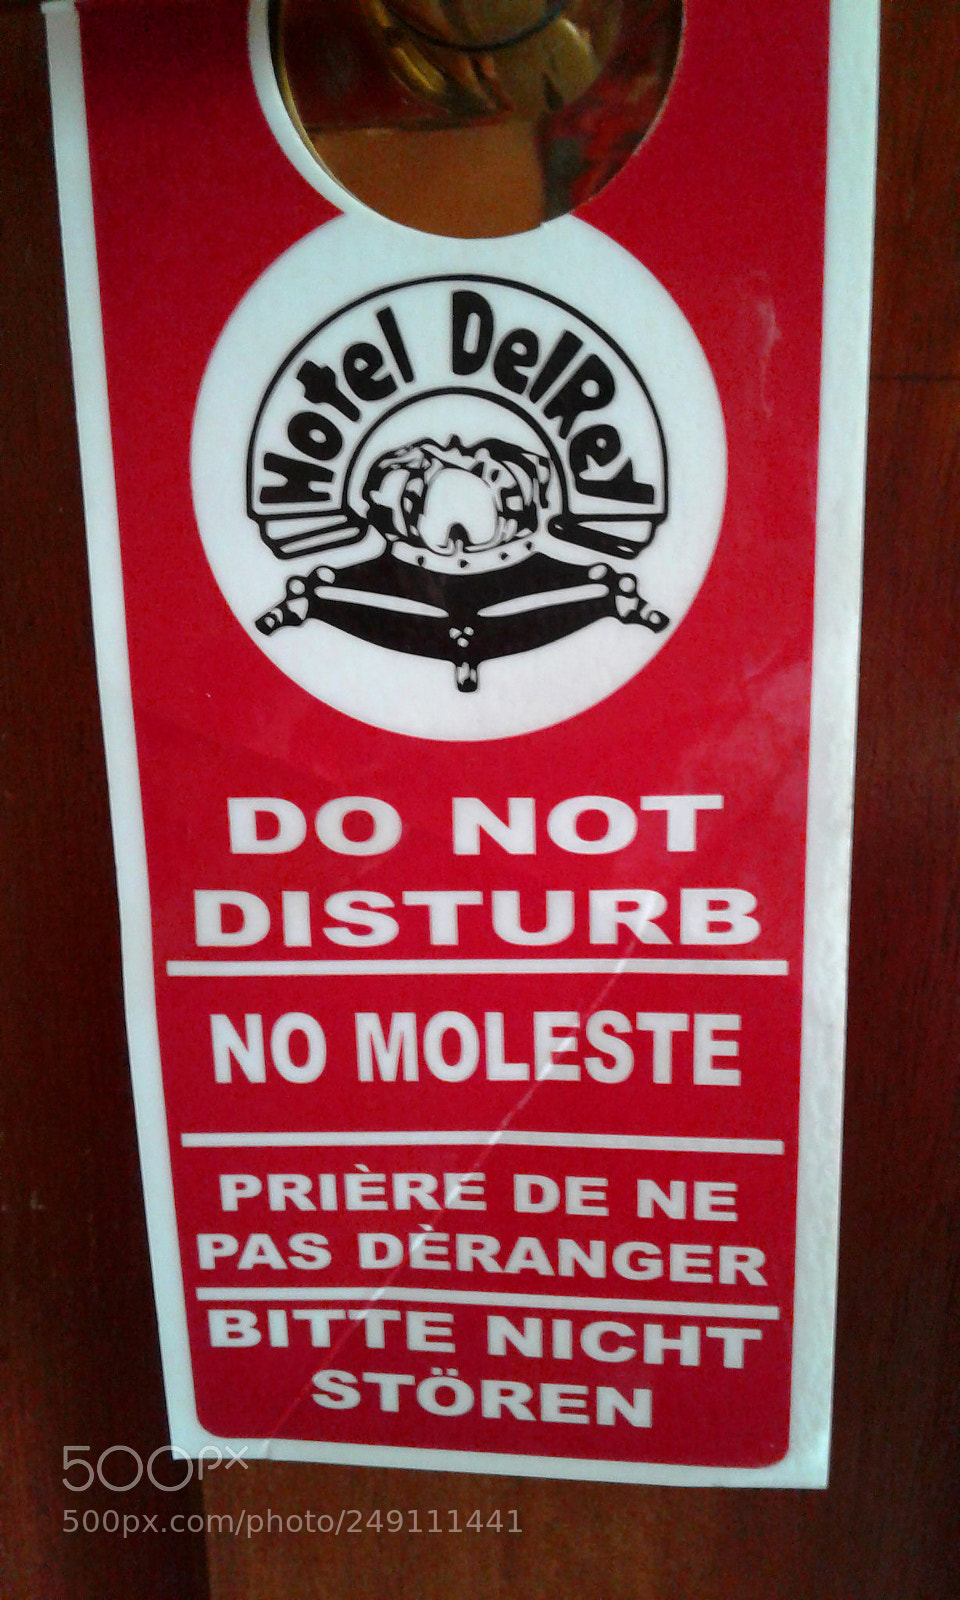 Hotel DelRey
DO NOT
DISTURB
NO MOLESTE
PRIÈRE DE NE
PAS DÈRANGER
BITTE NICHT
STÖREN
500px
500px.com/photo/249111441